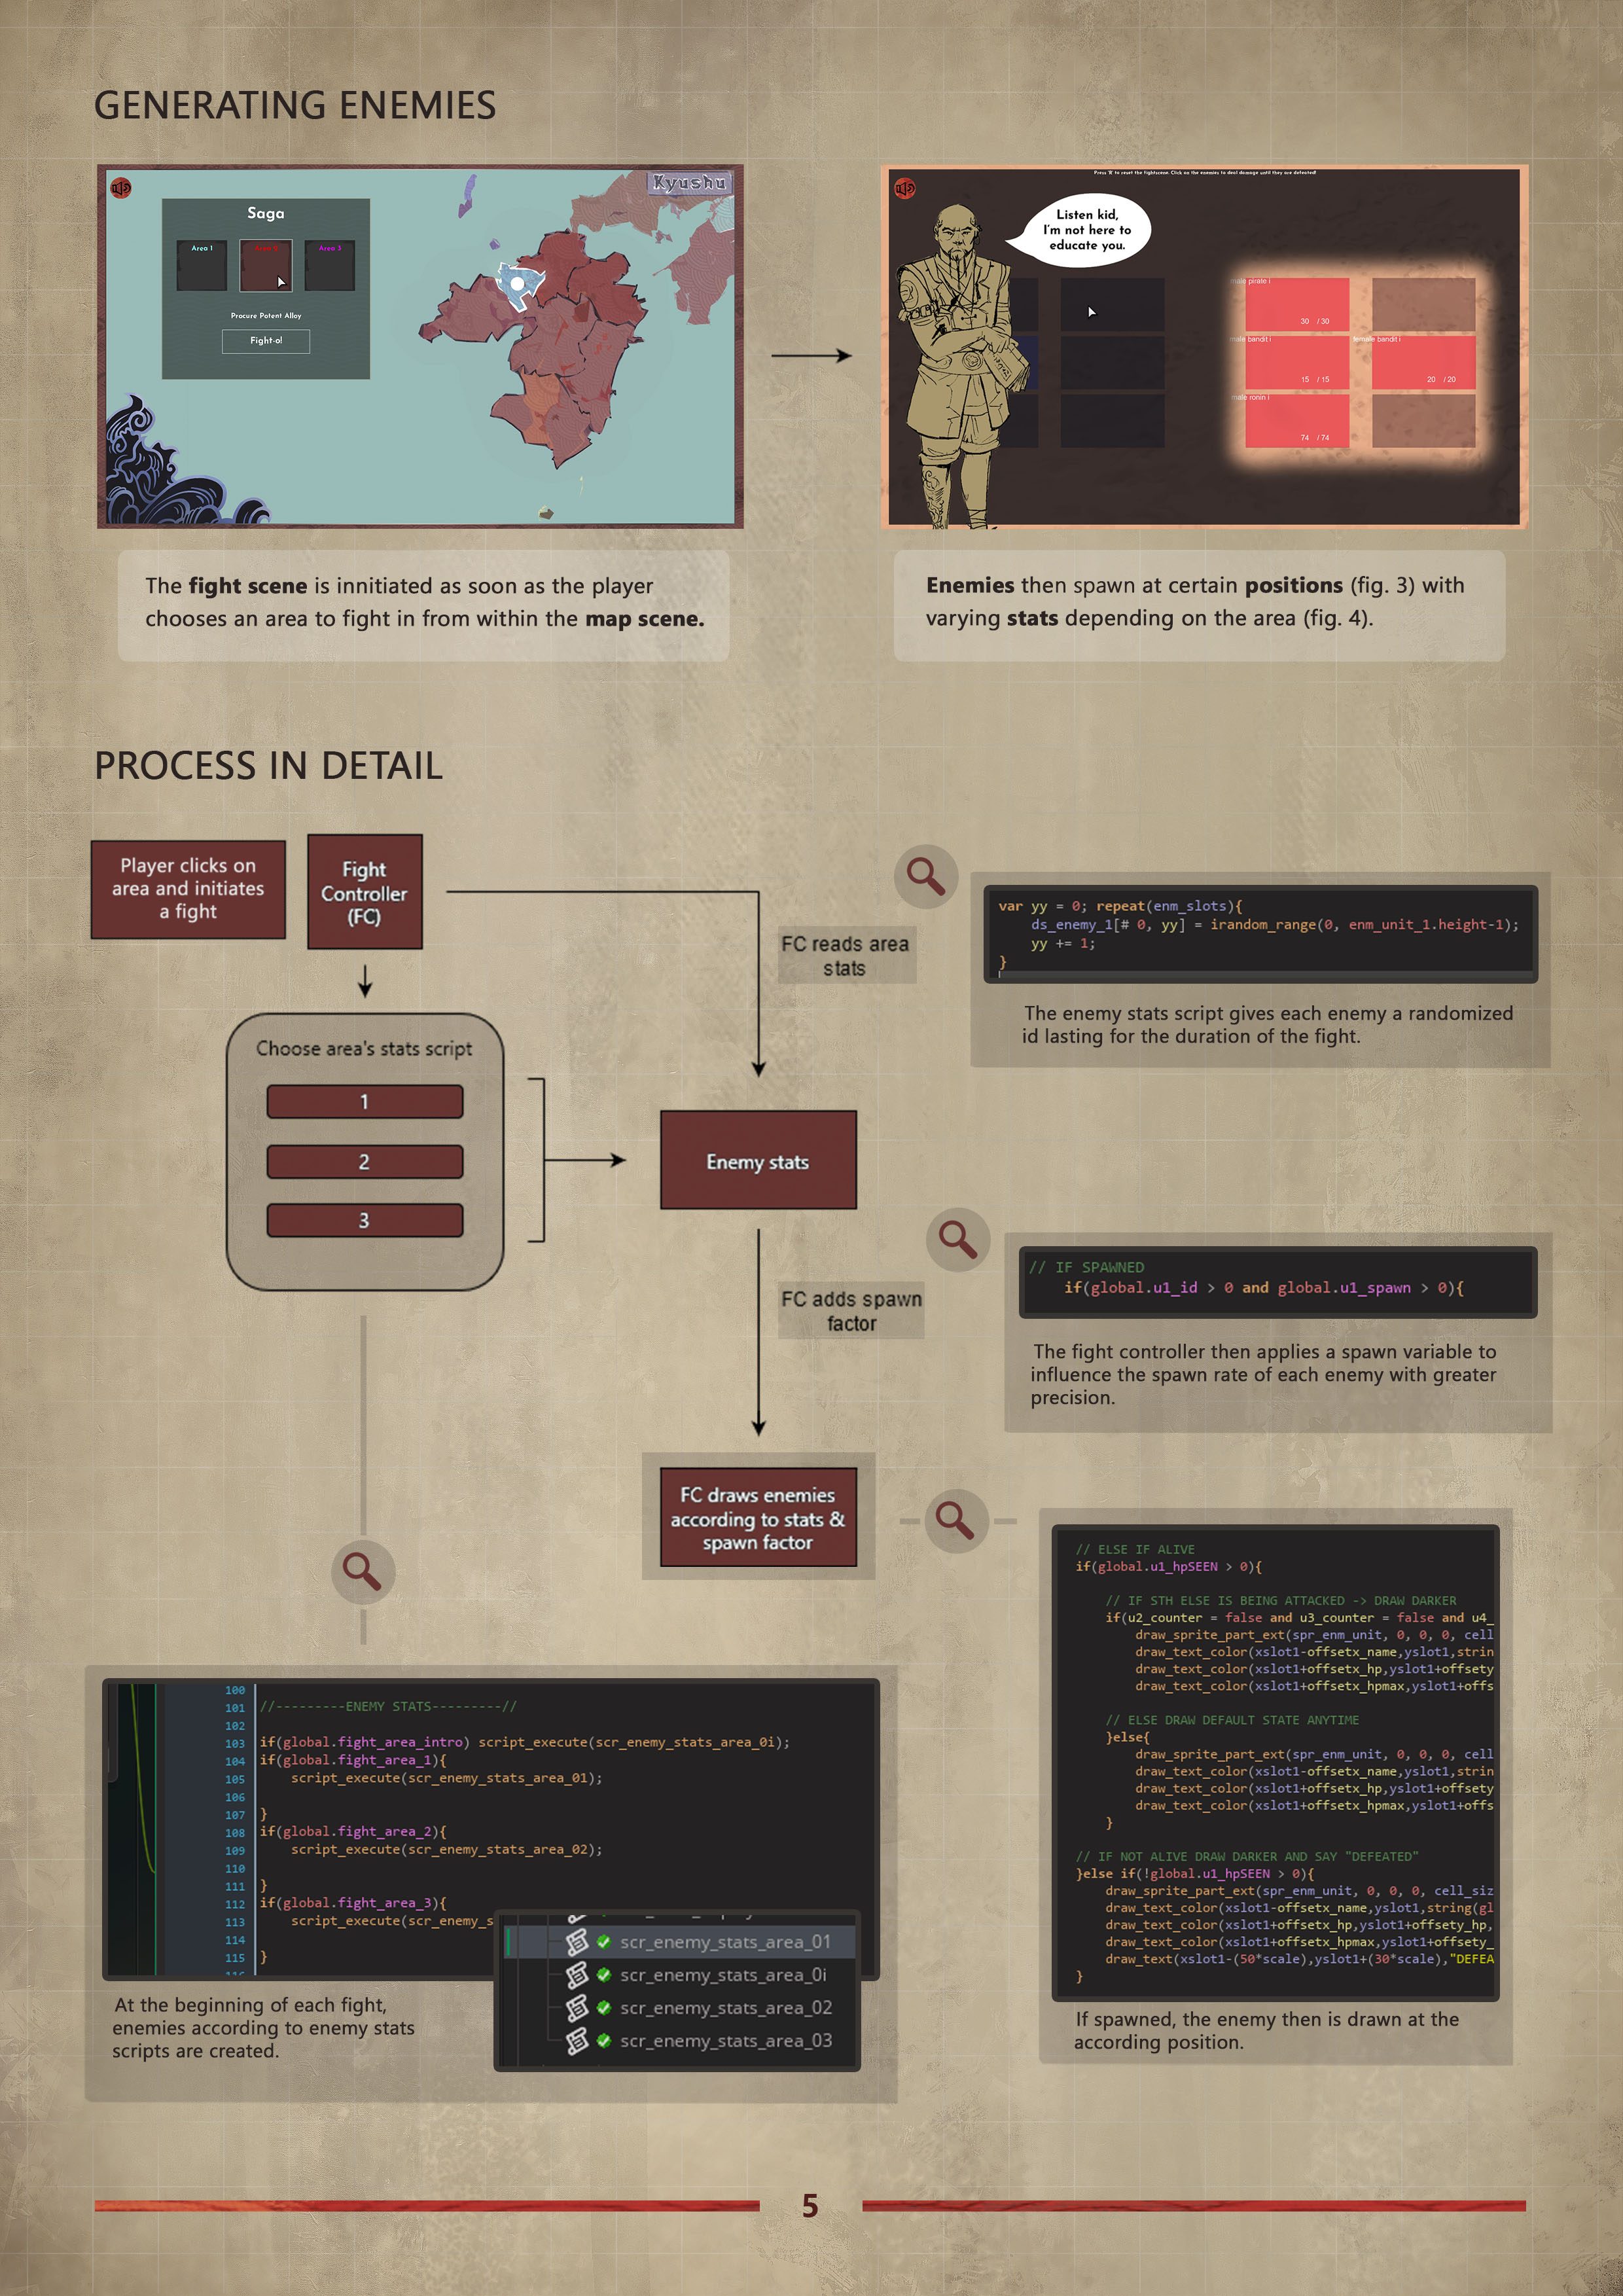 GENERATING ENEMIES
Kyushu
Saga
Area 1
Area 2
Area 3
Procure Potent Alloy
Fight-o!
Press 'R' to reset the fightscene. Click on the enemies to deal damage until they are defeated!
Listen kid,
I'm not here to
educate you.
male pirate i
30 / 30
male bandit i
15 / 15
female bandit i
20 / 20
male ronin i
74 / 74
The fight scene is innitiated as soon as the player
chooses an area to fight in from within the map scene.
Enemies then spawn at certain positions (fig. 3) with
varying stats depending on the area (fig. 4).
PROCESS IN DETAIL
Player clicks on
area and initiates
a fight
Fight
Controller
(FC)
FC reads area
stats
var yy = 0; repeat(enm_slots){
ds_enemy_1[# 0, yy] = irandom_range(0, enm_unit_1.height-1);
yy += 1;
}
The enemy stats script gives each enemy a randomized
id lasting for the duration of the fight.
Choose area's stats script
1
2
3
Enemy stats
FC adds spawn
factor
// IF SPAWNED
if(global.u1_id > 0 and global.u1_spawn > 0){
The fight controller then applies a spawn variable to
influence the spawn rate of each enemy with greater
precision.
FC draws enemies
according to stats &
spawn factor
// ELSE IF ALIVE
if(global.u1_hpSEEN > 0){
// IF STH ELSE IS BEING ATTACKED -> DRAW DARKER
if(u2_counter = false and u3_counter = false and u4_
draw_sprite_part_ext(spr_enm_unit, 0, 0, 0, cell
draw_text_color(xslot1-offsetx_name,yslot1,strin
draw_text_color(xslot1+offsetx_hp,yslot1+offsety
draw_text_color(xslot1+offsetx_hpmax,yslot1+offs
// ELSE DRAW DEFAULT STATE ANYTIME
}else{
draw_sprite_part_ext(spr_enm_unit, 0, 0, 0, cell
draw_text_color(xslot1-offsetx_name,yslot1,strin
draw_text_color(xslot1+offsetx_hp,yslot1+offsety
draw_text_color(xslot1+offsetx_hpmax,yslot1+offs
}
// IF NOT ALIVE DRAW DARKER AND SAY "DEFEATED"
}else if(!global.u1_hpSEEN > 0){
draw_sprite_part_ext(spr_enm_unit, 0, 0, 0, cell_siz
draw_text_color(xslot1-offsetx_name,yslot1,string(gl
draw_text_color(xslot1+offsetx_hp,yslot1+offsety_hp,
draw_text_color(xslot1+offsetx_hpmax,yslot1+offsety_
draw_text(xslot1-(50*scale),yslot1+(30*scale),"DEFEA
}
If spawned, the enemy then is drawn at the
according position.
100
101 //---------ENEMY STATS---------//
102
103 if(global.fight_area_intro) script_execute(scr_enemy_stats_area_0i);
104 if(global.fight_area_1){
105 script_execute(scr_enemy_stats_area_01);
106
107 }
108 if(global.fight_area_2){
109 script_execute(scr_enemy_stats_area_02);
110
111 }
112 if(global.fight_area_3){
113 script_execute(scr_enemy_s
114
115 }
scr_enemy_stats_area_01
scr_enemy_stats_area_0i
scr_enemy_stats_area_02
scr_enemy_stats_area_03
At the beginning of each fight,
enemies according to enemy stats
scripts are created.
5